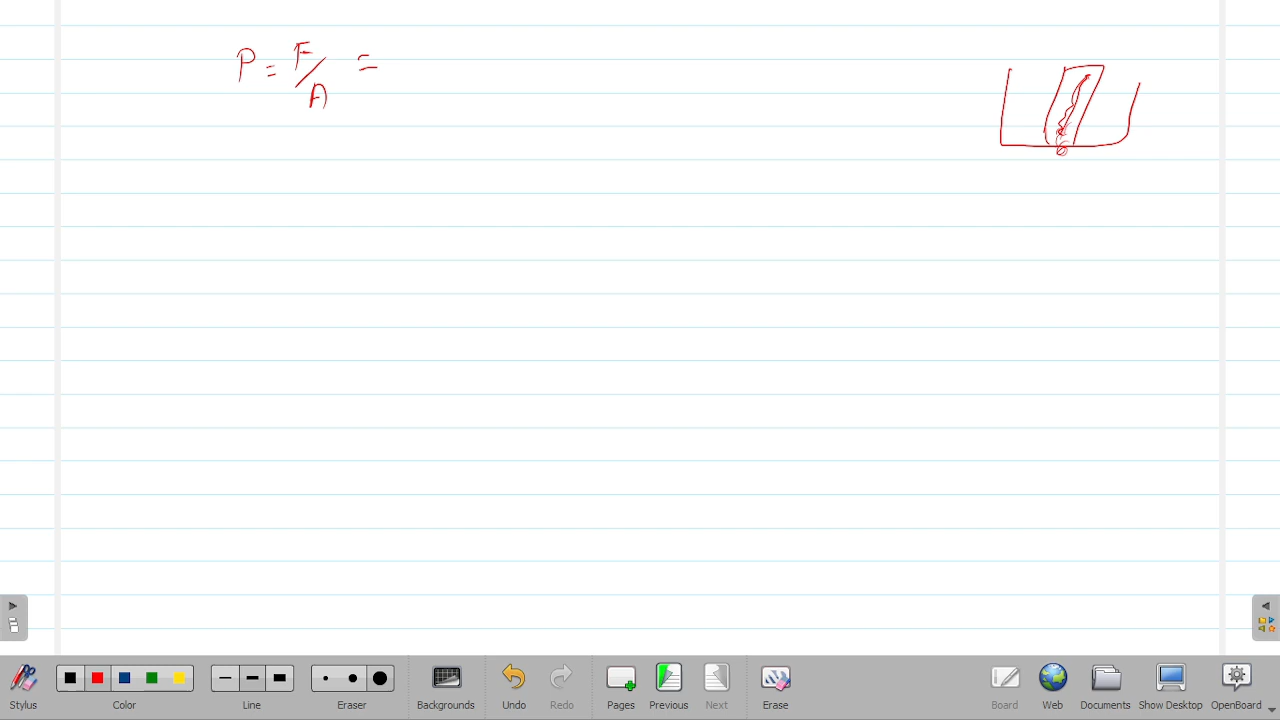 P = F/A =
Stylus
Color
Line
Eraser
Backgrounds
Undo
Redo
Pages
Previous
Next
Erase
Board
Web
Documents
Show Desktop
OpenBoard